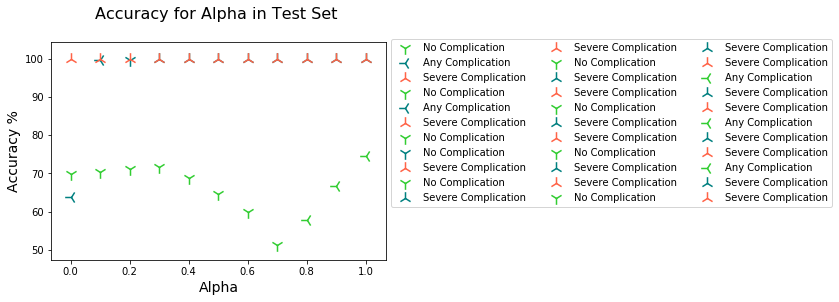 Accuracy for Alpha in Test Set
Accuracy %
100
90
80
70
60
50
0.0 0.2 0.4 0.6 0.8 1.0
Alpha
No Complication
Any Complication
Severe Complication
No Complication
Any Complication
Severe Complication
No Complication
No Complication
Severe Complication
No Complication
Severe Complication
Severe Complication
No Complication
Severe Complication
Severe Complication
No Complication
Severe Complication
Severe Complication
No Complication
Severe Complication
Severe Complication
No Complication
Severe Complication
Severe Complication
Any Complication
Severe Complication
Severe Complication
Any Complication
Severe Complication
Severe Complication
Any Complication
Severe Complication
Severe Complication